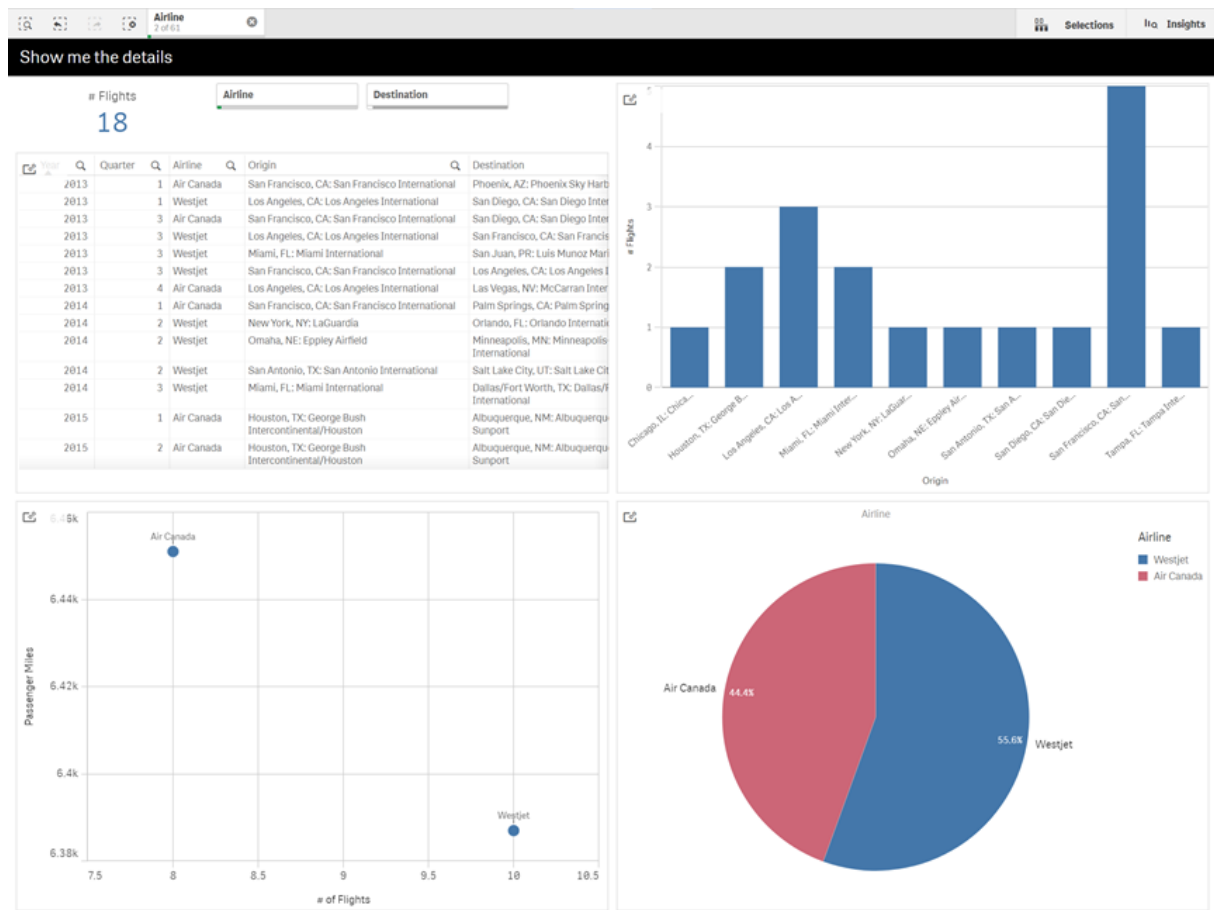 Airline
2 of 61
Selections
Insights
Show me the details
# Flights
18
Airline
Destination
Year Quarter Airline Origin Destination
2013 1 Air Canada San Francisco, CA: San Francisco International Phoenix, AZ: Phoenix Sky Harb
2013 1 Westjet Los Angeles, CA: Los Angeles International San Diego, CA: San Diego Inter
2013 3 Air Canada San Francisco, CA: San Francisco International San Diego, CA: San Diego Inter
2013 3 Westjet Los Angeles, CA: Los Angeles International San Francisco, CA: San Francis
2013 3 Westjet Miami, FL: Miami International San Juan, PR: Luis Munoz Mari
2013 3 Westjet San Francisco, CA: San Francisco International Los Angeles, CA: Los Angeles I
2013 4 Air Canada Los Angeles, CA: Los Angeles International Las Vegas, NV: McCarran Inter
2014 1 Air Canada San Francisco, CA: San Francisco International Palm Springs, CA: Palm Spring
2014 2 Westjet New York, NY: LaGuardia Orlando, FL: Orlando Internati
2014 2 Westjet Omaha, NE: Eppley Airfield Minneapolis, MN: Minneapolis-
International
2014 2 Westjet San Antonio, TX: San Antonio International Salt Lake City, UT: Salt Lake Cit
2014 3 Westjet Miami, FL: Miami International Dallas/Fort Worth, TX: Dallas/F
International
2015 1 Air Canada Houston, TX: George Bush Albuquerque, NM: Albuquerqu
Intercontinental/Houston Sunport
2015 2 Air Canada Houston, TX: George Bush Albuquerque, NM: Albuquerqu
Intercontinental/Houston Sunport
# Flights
4
3
2
1
0
Chicago, IL: Chica...
Houston, TX: George B...
Los Angeles, CA: Los A...
Miami, FL: Miami Inter...
New York, NY: LaGuar...
Omaha, NE: Eppley Air...
San Antonio, TX: San A...
San Diego, CA: San Die...
San Francisco, CA: San...
Tampa, FL: Tampa Inte...
Origin
Passenger Miles
6.46k
6.44k
6.42k
6.4k
6.38k
Air Canada
Westjet
7.5 8 8.5 9 9.5 10 10.5
# of Flights
Airline
Airline
Westjet
Air Canada
Air Canada
44.4%
55.6%
Westjet